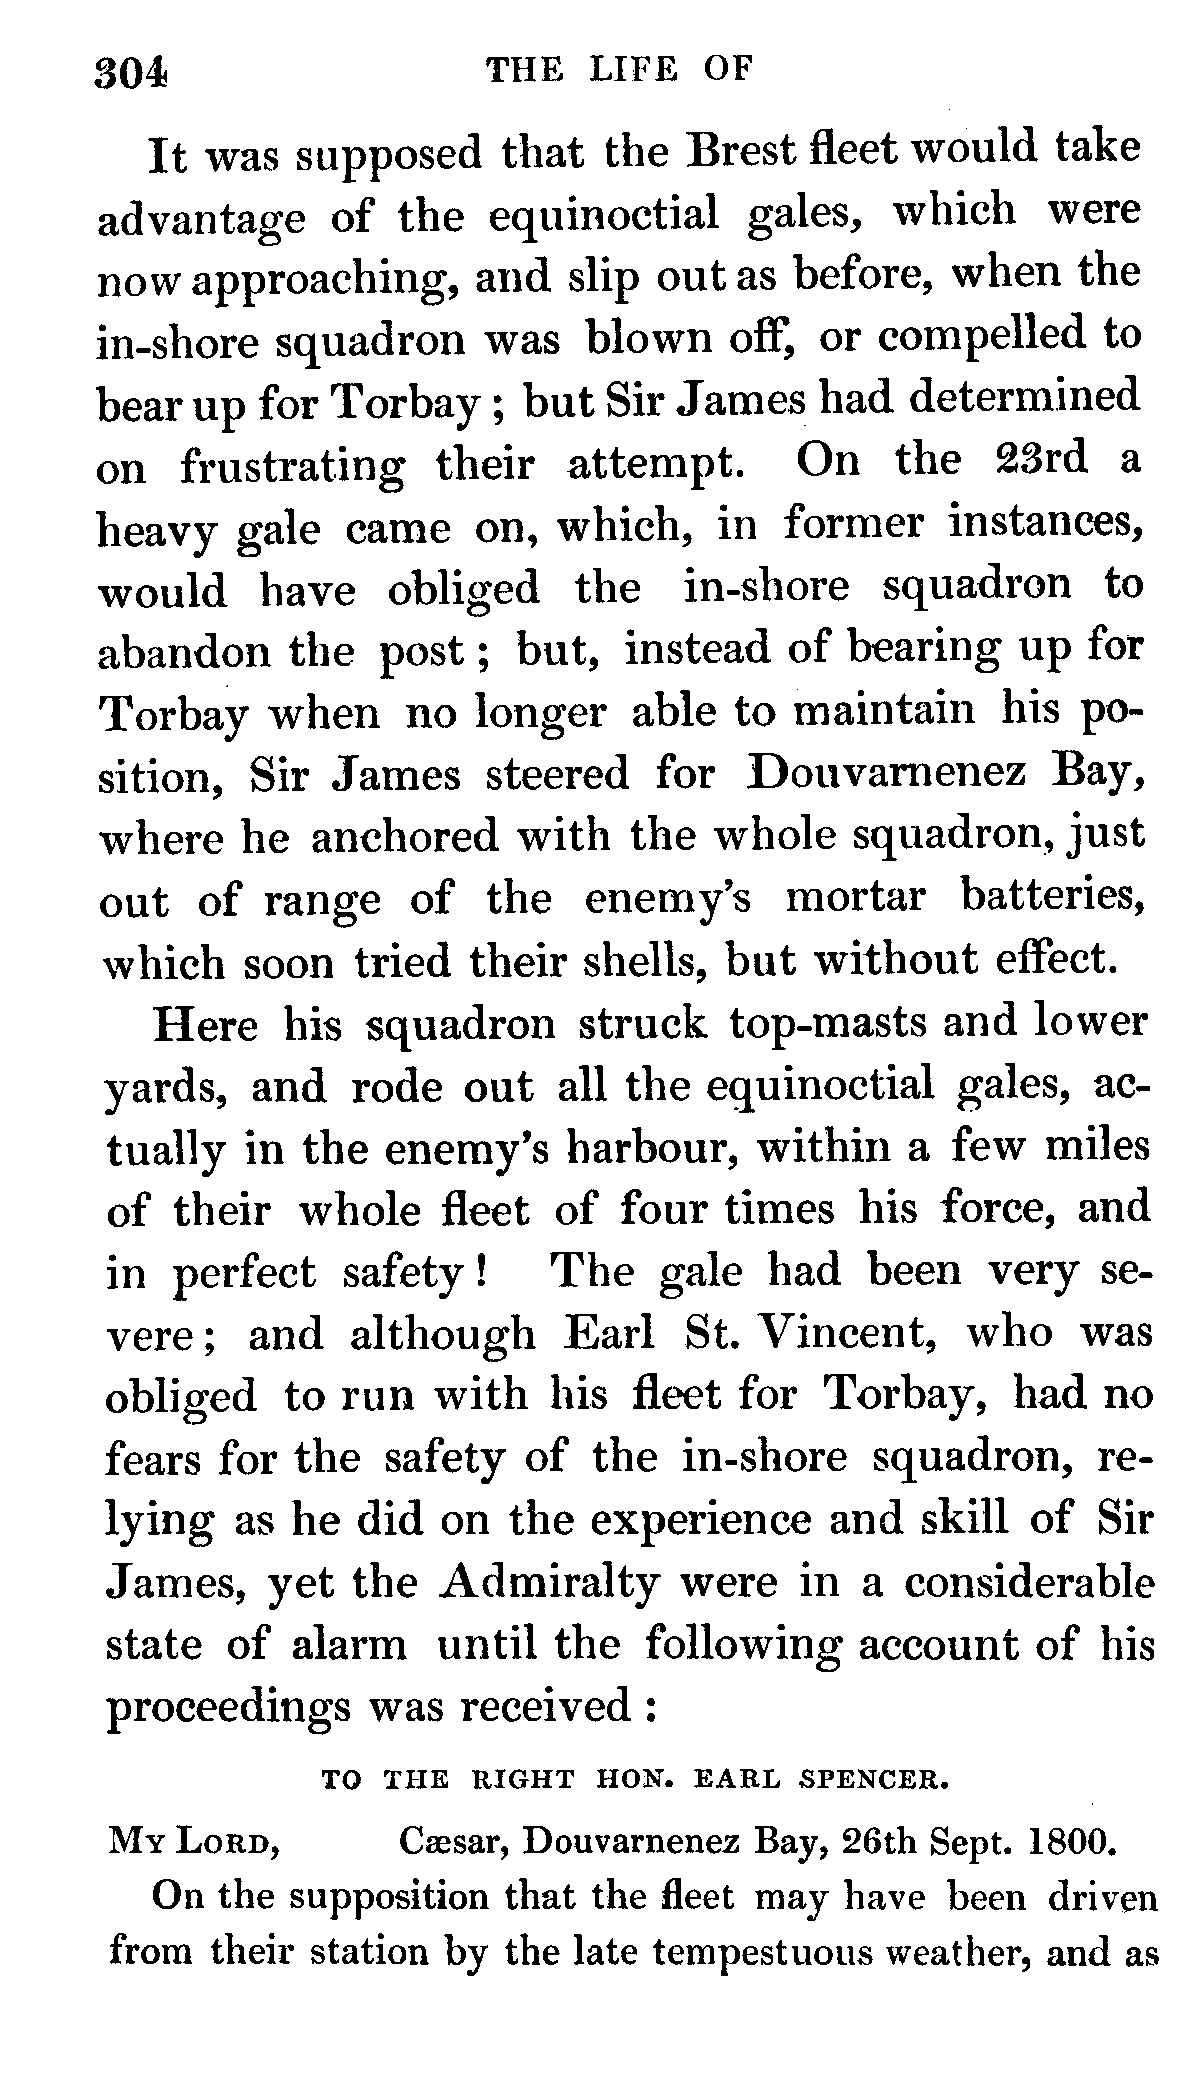 304 THE LIFE OF
It was supposed that the Brest fleet would take
advantage of the equinoctial gales, which were
now approaching, and slip out as before, when the
in-shore squadron was blown off, or compelled to
bear up for Torbay ; but Sir James had determined
on frustrating their attempt. On the 23rd a
heavy gale came on, which, in former instances,
would have obliged the in-shore squadron to
abandon the post ; but, instead of bearing up for
Torbay when no longer able to maintain his po-
sition, Sir James steered for Douvarnenez Bay,
where he anchored with the whole squadron, just
out of range of the enemy's mortar batteries,
which soon tried their shells, but without effect.
Here his squadron struck top-masts and lower
yards, and rode out all the equinoctial gales, ac-
tually in the enemy's harbour, within a few miles
of their whole fleet of four times his force, and
in perfect safety ! The gale had been very se-
vere ; and although Earl St. Vincent, who was
obliged to run with his fleet for Torbay, had no
fears for the safety of the in-shore squadron, re-
lying as he did on the experience and skill of Sir
James, yet the Admiralty were in a considerable
state of alarm until the following account of his
proceedings was received :
TO THE RIGHT HON. EARL SPENCER.
MY LORD, Cæsar, Douvarnenez Bay, 26th Sept. 1800.
On the supposition that the fleet may have been driven
from their station by the late tempestuous weather, and as